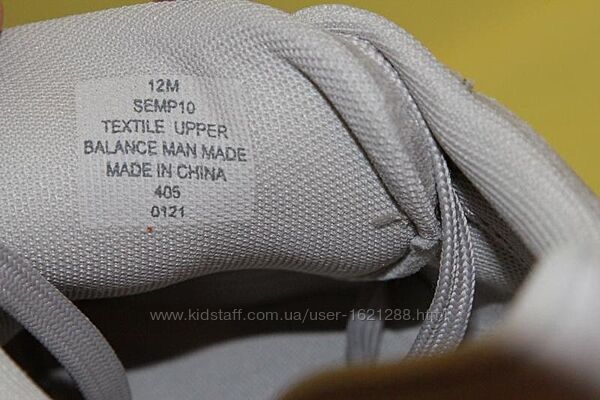 12M
SEMP10
TEXTILE UPPER
BALANCE MAN MADE
MADE IN CHINA
405
0121
www.kidstaff.com.ua/user-1621288.html